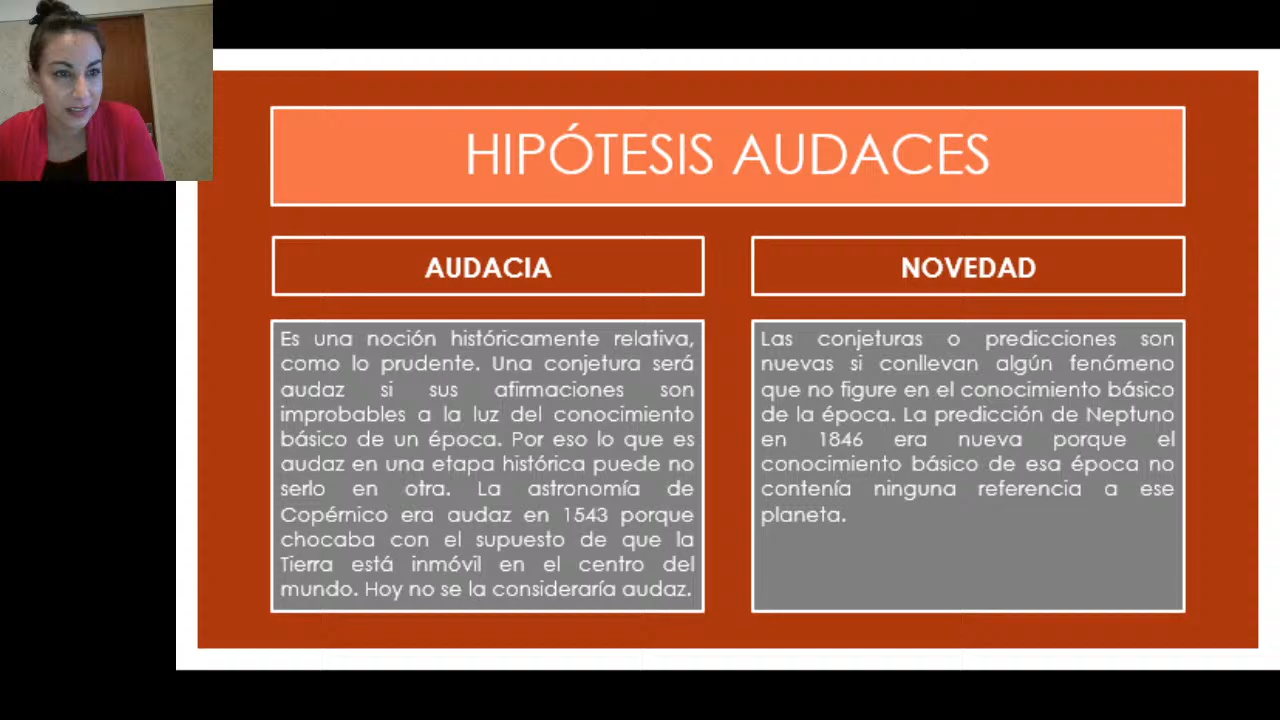 HIPÓTESIS AUDACES
AUDACIA
Es una noción históricamente relativa,
como lo prudente. Una conjetura será
audaz si sus afirmaciones son
improbables a la luz del conocimiento
básico de un época. Por eso lo que es
audaz en una etapa histórica puede no
serlo en otra. La astronomía de
Copérnico era audaz en 1543 porque
chocaba con el supuesto de que la
Tierra está inmóvil en el centro del
mundo. Hoy no se la consideraría audaz.
NOVEDAD
Las conjeturas o predicciones son
nuevas si conllevan algún fenómeno
que no figure en el conocimiento básico
de la época. La predicción de Neptuno
en 1846 era nueva porque el
conocimiento básico de esa época no
contenía ninguna referencia a ese
planeta.